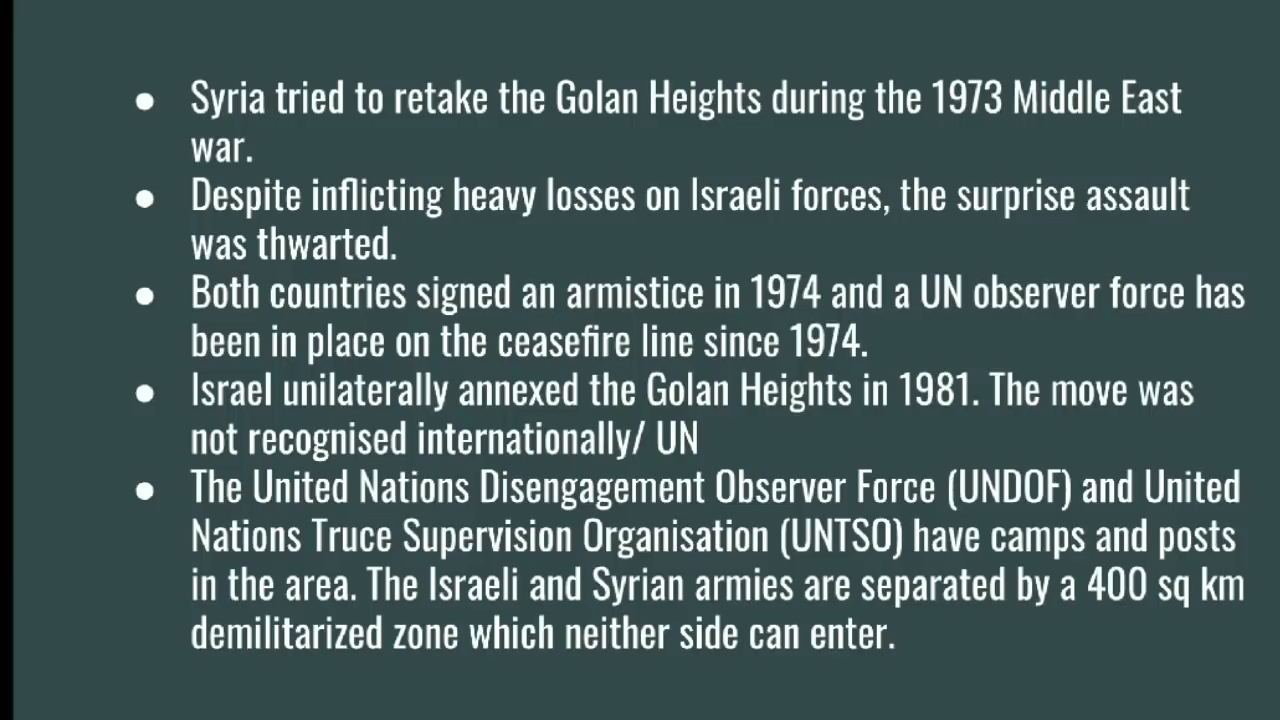 ● Syria tried to retake the Golan Heights during the 1973 Middle East
war.
● Despite inflicting heavy losses on Israeli forces, the surprise assault
was thwarted.
● Both countries signed an armistice in 1974 and a UN observer force has
been in place on the ceasefire line since 1974.
● Israel unilaterally annexed the Golan Heights in 1981. The move was
not recognised internationally/ UN
● The United Nations Disengagement Observer Force (UNDOF) and United
Nations Truce Supervision Organisation (UNTSO) have camps and posts
in the area. The Israeli and Syrian armies are separated by a 400 sq km
demilitarized zone which neither side can enter.